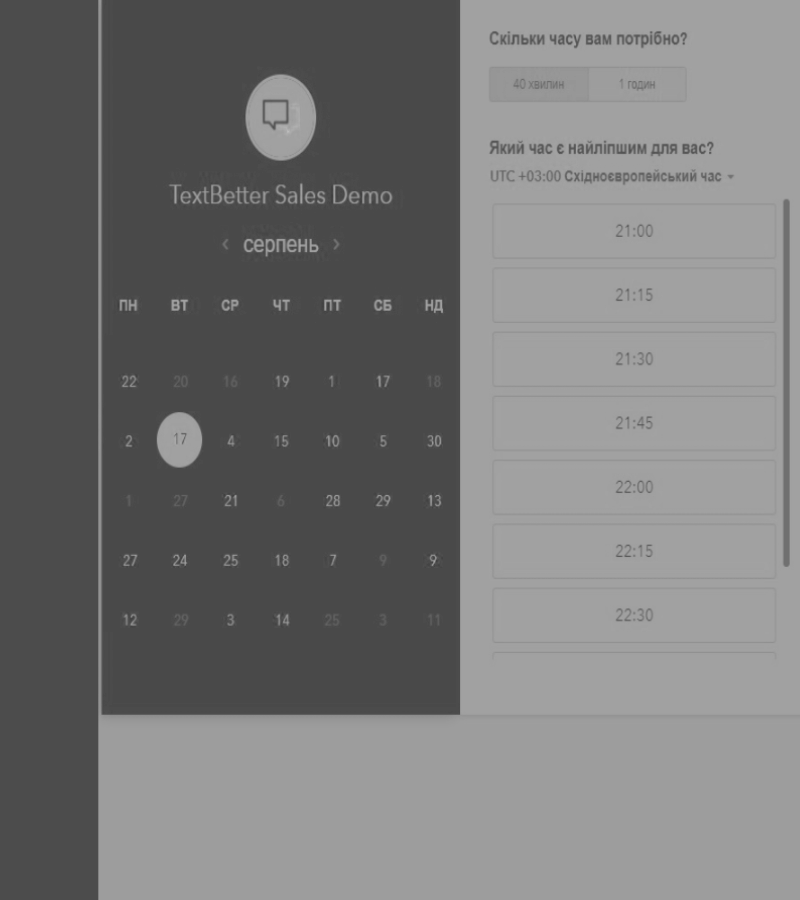 TextBetter Sales Demo
серпень
ПН ВТ СР ЧТ ПТ СБ НД
22 20 16 19 1 17 18
2 17 4 15 10 5 30
1 27 21 6 28 29 13
27 24 25 18 7 9 9
12 29 3 14 25 3 11
Скільки часу вам потрібно?
40 хвилин 1 годин
Який час є найліпшим для вас?
UTC +03:00 Східноєвропейський час
21:00
21:15
21:30
21:45
22:00
22:15
22:30